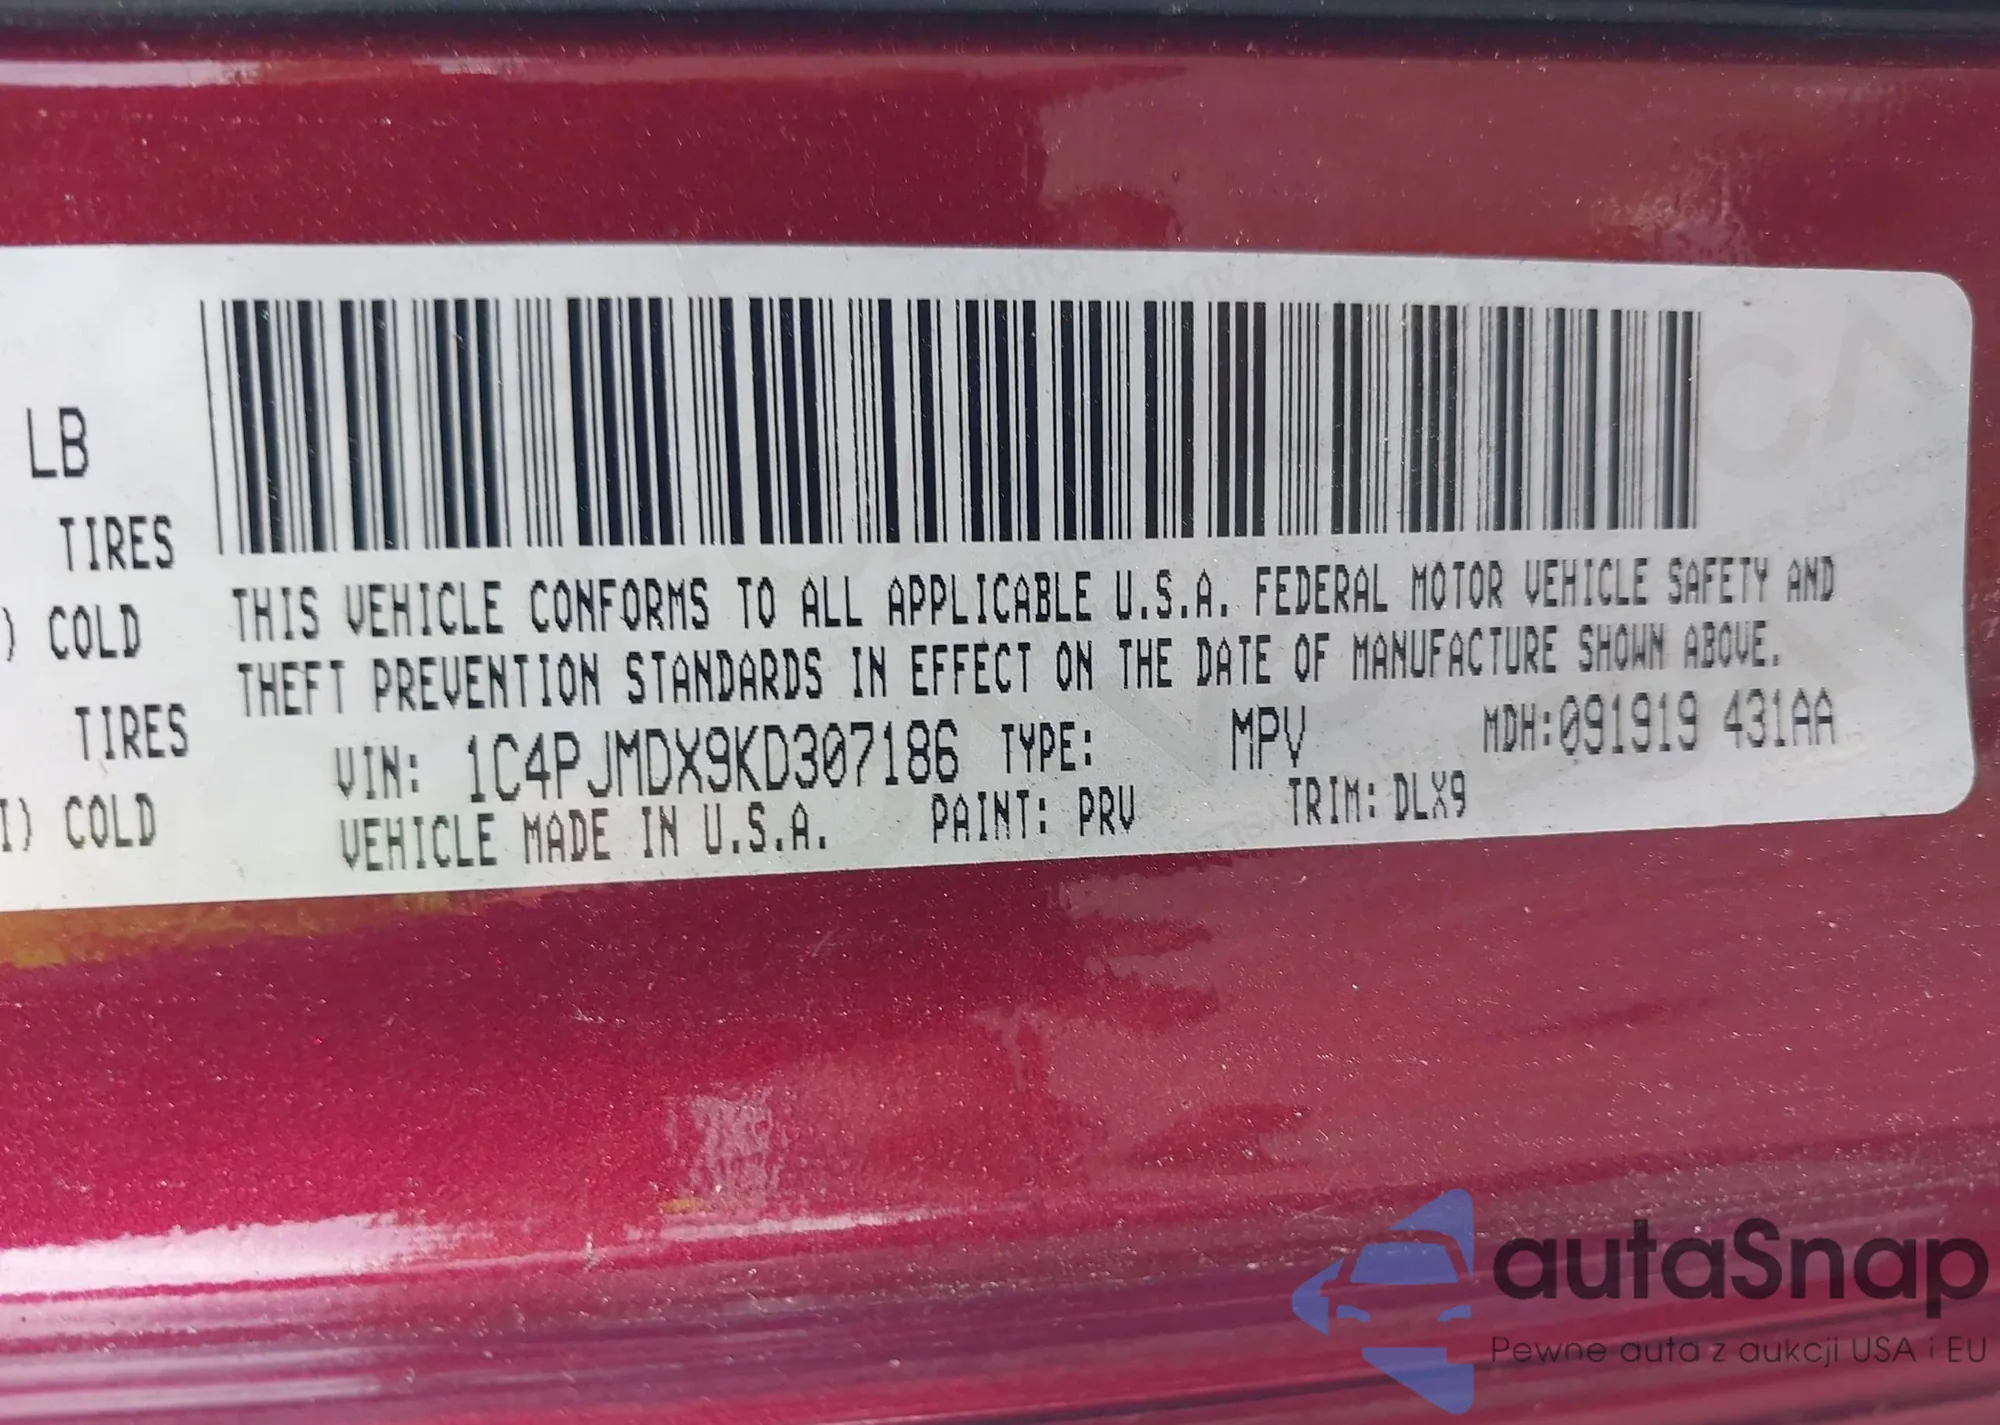 LB
TIRES
) COLD
TIRES
I) COLD
THIS VEHICLE CONFORMS TO ALL APPLICABLE U.S.A. FEDERAL MOTOR VEHICLE SAFETY AND
THEFT PREVENTION STANDARDS IN EFFECT ON THE DATE OF MANUFACTURE SHOWN ABOVE.
VIN: 1C4PJMDX9KD307186 TYPE: MPV MDH:091919 431AA
VEHICLE MADE IN U.S.A. PAINT: PRV TRIM: DLX9
autaSnap
Pewne auta z aukcji USA i EU